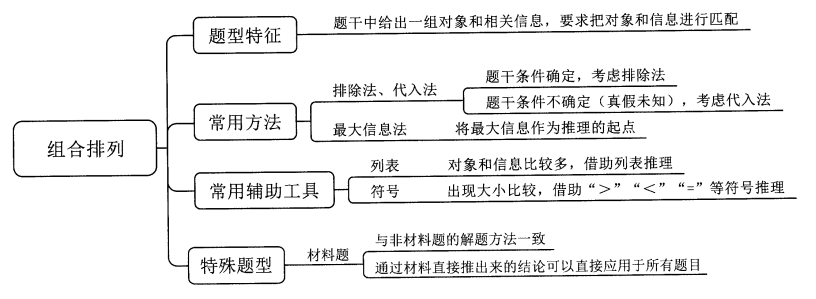 组合排列
题型特征
题干中给出一组对象和相关信息，要求把对象和信息进行匹配
常用方法
排除法、代入法
题干条件确定，考虑排除法
题干条件不确定（真假未知），考虑代入法
最大信息法
将最大信息作为推理的起点
常用辅助工具
列表
对象和信息比较多，借助列表推理
符号
出现大小比较，借助“＞”“＜”“=”等符号推理
特殊题型
材料题
与非材料题的解题方法一致
通过材料直接推出来的结论可以直接应用于所有题目